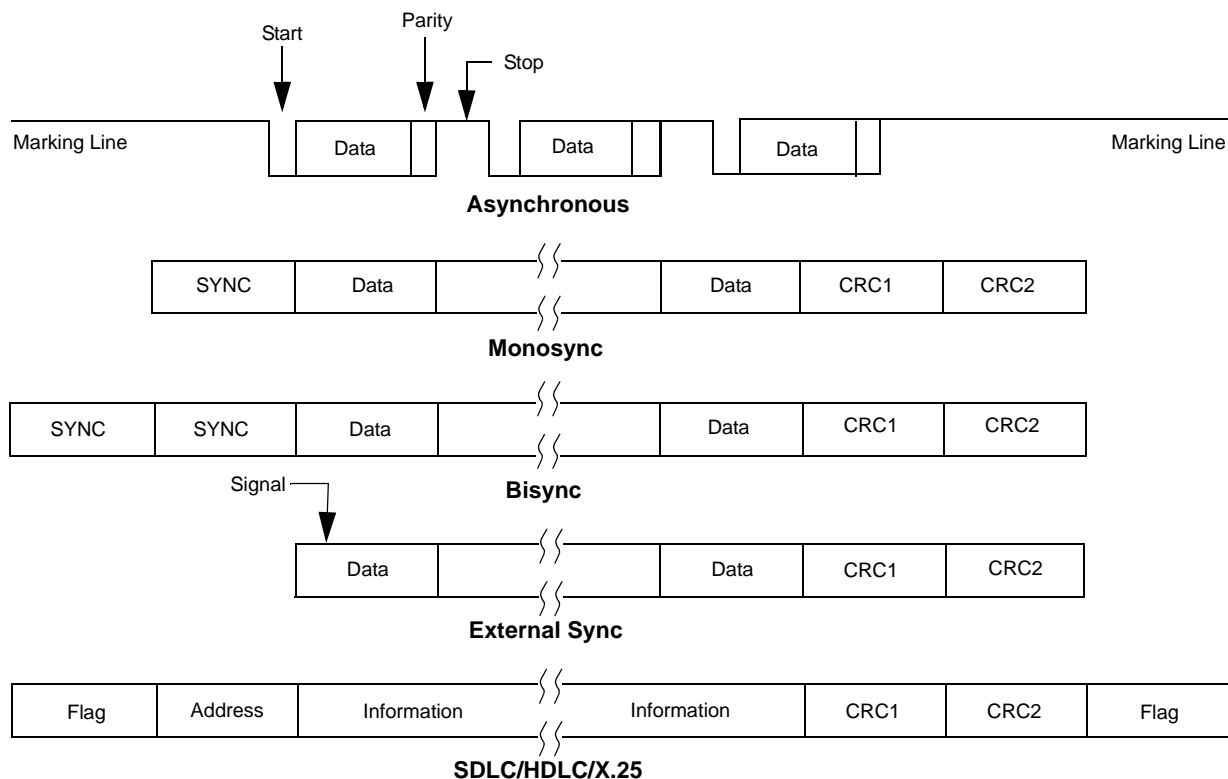 Start
Parity
Stop
Marking Line
Data
Data
Data
Marking Line
Asynchronous
SYNC Data Data CRC1 CRC2
Monosync
SYNC SYNC Data Data CRC1 CRC2
Signal
Bisync
Data Data CRC1 CRC2
External Sync
Flag Address Information Information CRC1 CRC2 Flag
SDLC/HDLC/X.25